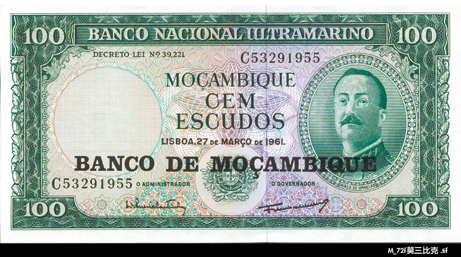 100 BANCO NACIONAL ULTRAMARINO 100
DECRETO-LEI Nº 39,221
C53291955
MOÇAMBIQUE
CEM
ESCUDOS
LISBOA, 27 DE MARÇO DE 1961.
BANCO DE MOÇAMBIQUE
C53291955 O ADMINISTRADOR O GOVERNADOR
100 100
M_72f莫三比克 .sf